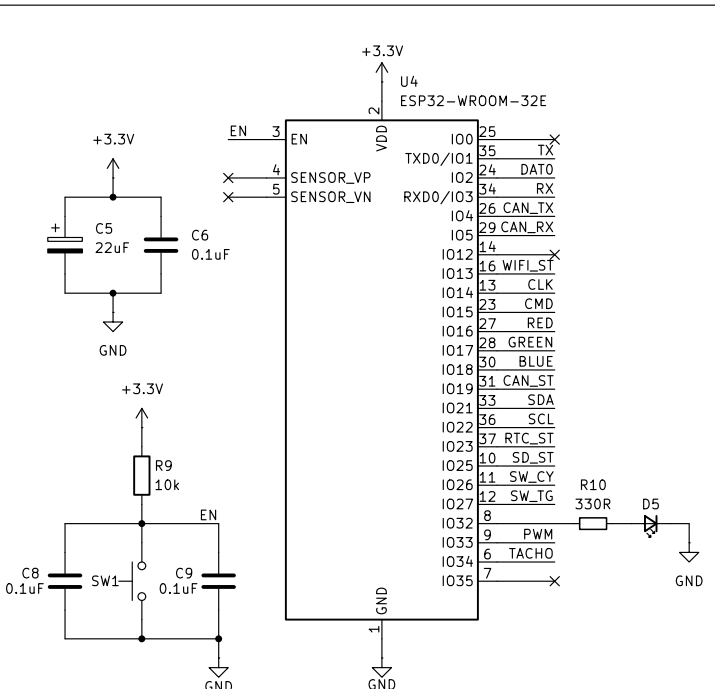 +3.3V
U4
ESP32-WROOM-32E
2
VDD
EN 3 EN
4 SENSOR_VP
5 SENSOR_VN
IO0 25
TXD0/IO1 35 TX
IO2 24 DAT0
RXD0/IO3 34 RX
IO4 26 CAN_TX
IO5 29 CAN_RX
IO12 14
IO13 16 WIFI_ST
IO14 13 CLK
IO15 23 CMD
IO16 27 RED
IO17 28 GREEN
IO18 30 BLUE
IO19 31 CAN_ST
IO21 33 SDA
IO22 36 SCL
IO23 37 RTC_ST
IO25 10 SD_ST
IO26 11 SW_CY
IO27 12 SW_TG
IO32 8
IO33 9 PWM
IO34 6 TACHO
IO35 7
GND
1
GND
R10
330R
D5
GND
+3.3V
+
C5
22uF
C6
0.1uF
GND
+3.3V
R9
10k
EN
C8
0.1uF
SW1
C9
0.1uF
GND